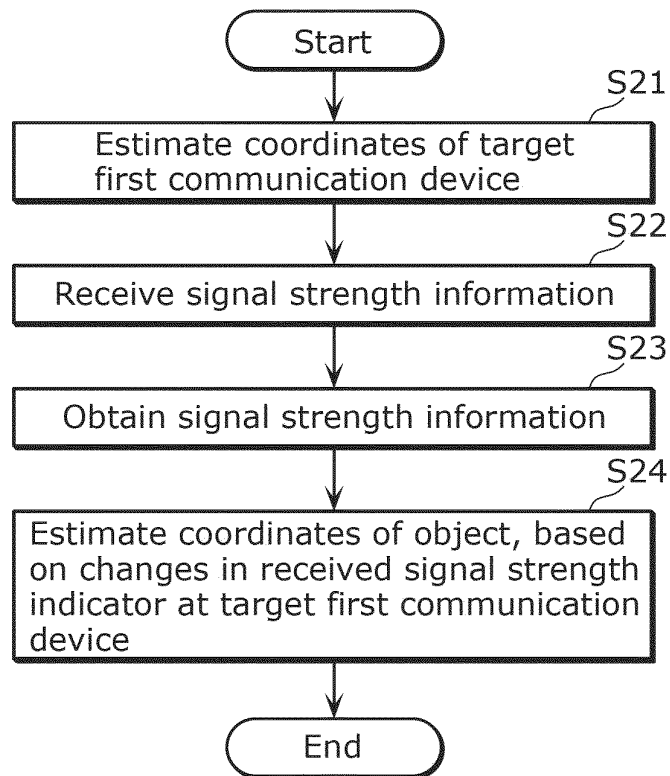 Start
S21
Estimate coordinates of target
first communication device
S22
Receive signal strength information
S23
Obtain signal strength information
S24
Estimate coordinates of object, based
on changes in received signal strength
indicator at target first communication
device
End